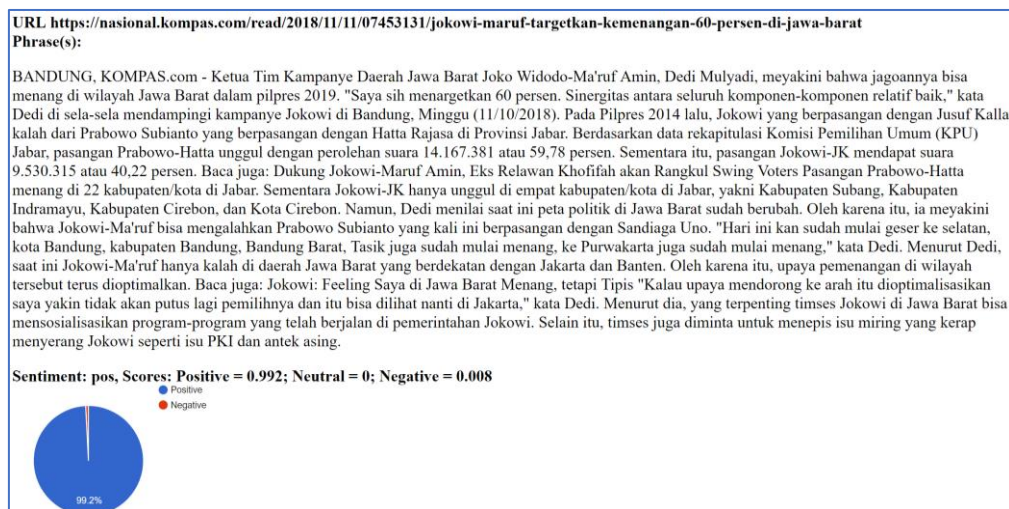 URL https://nasional.kompas.com/read/2018/11/11/07453131/jokowi-maruf-targetkan-kemenangan-60-persen-di-jawa-barat
Phrase(s):
BANDUNG, KOMPAS.com - Ketua Tim Kampanye Daerah Jawa Barat Joko Widodo-Ma'ruf Amin, Dedi Mulyadi, meyakini bahwa jagoannya bisa
menang di wilayah Jawa Barat dalam pilpres 2019. "Saya sih menargetkan 60 persen. Sinergitas antara seluruh komponen-komponen relatif baik," kata
Dedi di sela-sela mendampingi kampanye Jokowi di Bandung, Minggu (11/10/2018). Pada Pilpres 2014 lalu, Jokowi yang berpasangan dengan Jusuf Kalla
kalah dari Prabowo Subianto yang berpasangan dengan Hatta Rajasa di Provinsi Jabar. Berdasarkan data rekapitulasi Komisi Pemilihan Umum (KPU)
Jabar, pasangan Prabowo-Hatta unggul dengan perolehan suara 14.167.381 atau 59,78 persen. Sementara itu, pasangan Jokowi-JK mendapat suara
9.530.315 atau 40,22 persen. Baca juga: Dukung Jokowi-Maruf Amin, Eks Relawan Khofifah akan Rangkul Swing Voters Pasangan Prabowo-Hatta
menang di 22 kabupaten/kota di Jabar. Sementara Jokowi-JK hanya unggul di empat kabupaten/kota di Jabar, yakni Kabupaten Subang, Kabupaten
Indramayu, Kabupaten Cirebon, dan Kota Cirebon. Namun, Dedi menilai saat ini peta politik di Jawa Barat sudah berubah. Oleh karena itu, ia meyakini
bahwa Jokowi-Ma'ruf bisa mengalahkan Prabowo Subianto yang kali ini berpasangan dengan Sandiaga Uno. "Hari ini kan sudah mulai geser ke selatan,
kota Bandung, kabupaten Bandung, Bandung Barat, Tasik juga sudah mulai menang, ke Purwakarta juga sudah mulai menang," kata Dedi. Menurut Dedi,
saat ini Jokowi-Ma'ruf hanya kalah di daerah Jawa Barat yang berdekatan dengan Jakarta dan Banten. Oleh karena itu, upaya pemenangan di wilayah
tersebut terus dioptimalkan. Baca juga: Jokowi: Feeling Saya di Jawa Barat Menang, tetapi Tipis "Kalau upaya mendorong ke arah itu dioptimalisasikan
saya yakin tidak akan putus lagi pemilihnya dan itu bisa dilihat nanti di Jakarta," kata Dedi. Menurut dia, yang terpenting timses Jokowi di Jawa Barat bisa
mensosialisasikan program-program yang telah berjalan di pemerintahan Jokowi. Selain itu, timses juga diminta untuk menepis isu miring yang kerap
menyerang Jokowi seperti isu PKI dan antek asing.
Sentiment: pos, Scores: Positive = 0.992; Neutral = 0; Negative = 0.008
Positive
Negative
99.2%